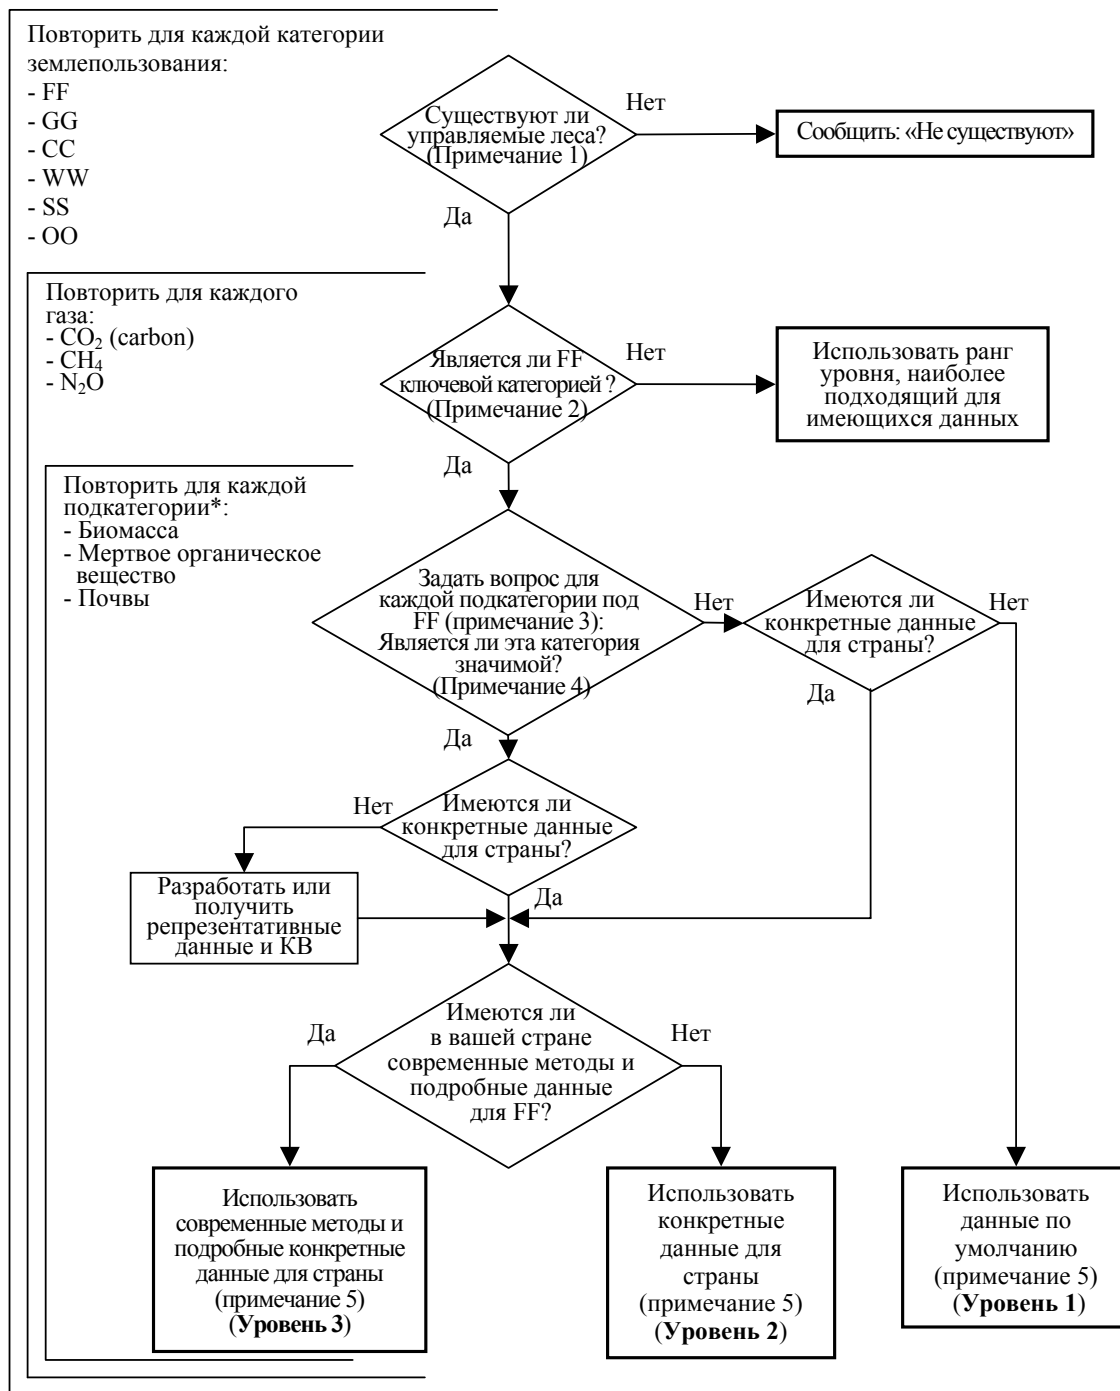 Повторить для каждой категории
землепользования:
- FF
- GG
- CC
- WW
- SS
- OO
Существуют ли
управляемые леса?
(Примечание 1)
Нет
Сообщить: «Не существуют»
Да
Повторить для каждого
газа:
- CO₂ (carbon)
- CH₄
- N₂O
Является ли FF
ключевой категорией ?
(Примечание 2)
Нет
Использовать ранг
уровня, наиболее
подходящий для
имеющихся данных
Да
Повторить для каждой
подкатегории*:
- Биомасса
- Мертвое органическое
вещество
- Почвы
Задать вопрос для
каждой подкатегории под
FF (примечание 3):
Является ли эта категория
значимой?
(Примечание 4)
Нет
Имеются ли
конкретные данные
для страны?
Нет
Да
Да
Имеются ли
конкретные данные
для страны?
Нет
Да
Разработать или
получить
репрезентативные
данные и КВ
Имеются ли
в вашей стране
современные методы и
подробные данные
для FF?
Да
Нет
Использовать
современные методы и
подробные конкретные
данные для страны
(примечание 5)
(Уровень 3)
Использовать
конкретные
данные для
страны
(примечание 5)
(Уровень 2)
Использовать
данные по
умолчанию
(примечание 5)
(Уровень 1)